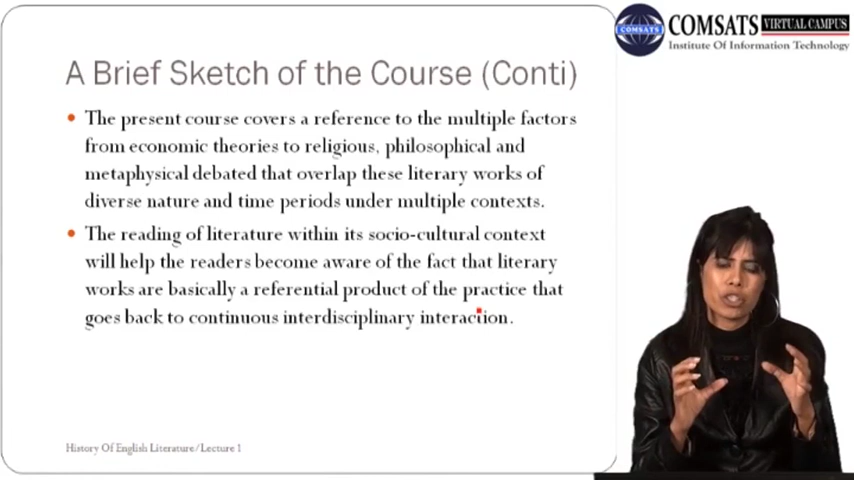 COMSATS VIRTUAL CAMPUS
COMSATS
Institute Of Information Technology
A Brief Sketch of the Course (Conti)
The present course covers a reference to the multiple factors
from economic theories to religious, philosophical and
metaphysical debated that overlap these literary works of
diverse nature and time periods under multiple contexts.
The reading of literature within its socio-cultural context
will help the readers become aware of the fact that literary
works are basically a referential product of the practice that
goes back to continuous interdisciplinary interaction.
History Of English Literature/Lecture 1